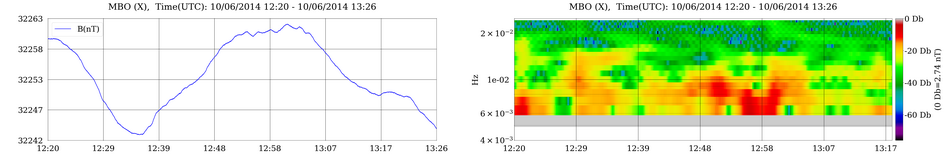 MBO (X), Time(UTC): 10/06/2014 12:20 - 10/06/2014 13:26
32263
32258
32253
32247
32242
B(nT)
12:20 12:29 12:39 12:48 12:58 13:07 13:17 13:26
MBO (X), Time(UTC): 10/06/2014 12:20 - 10/06/2014 13:26
Hz.
2 × 10⁻²
1e-02
6 × 10⁻³
4 × 10⁻³
12:20 12:29 12:39 12:48 12:58 13:07 13:17
0 Db
-20 Db
-40 Db
-60 Db
(0 Db=2.74 nT)